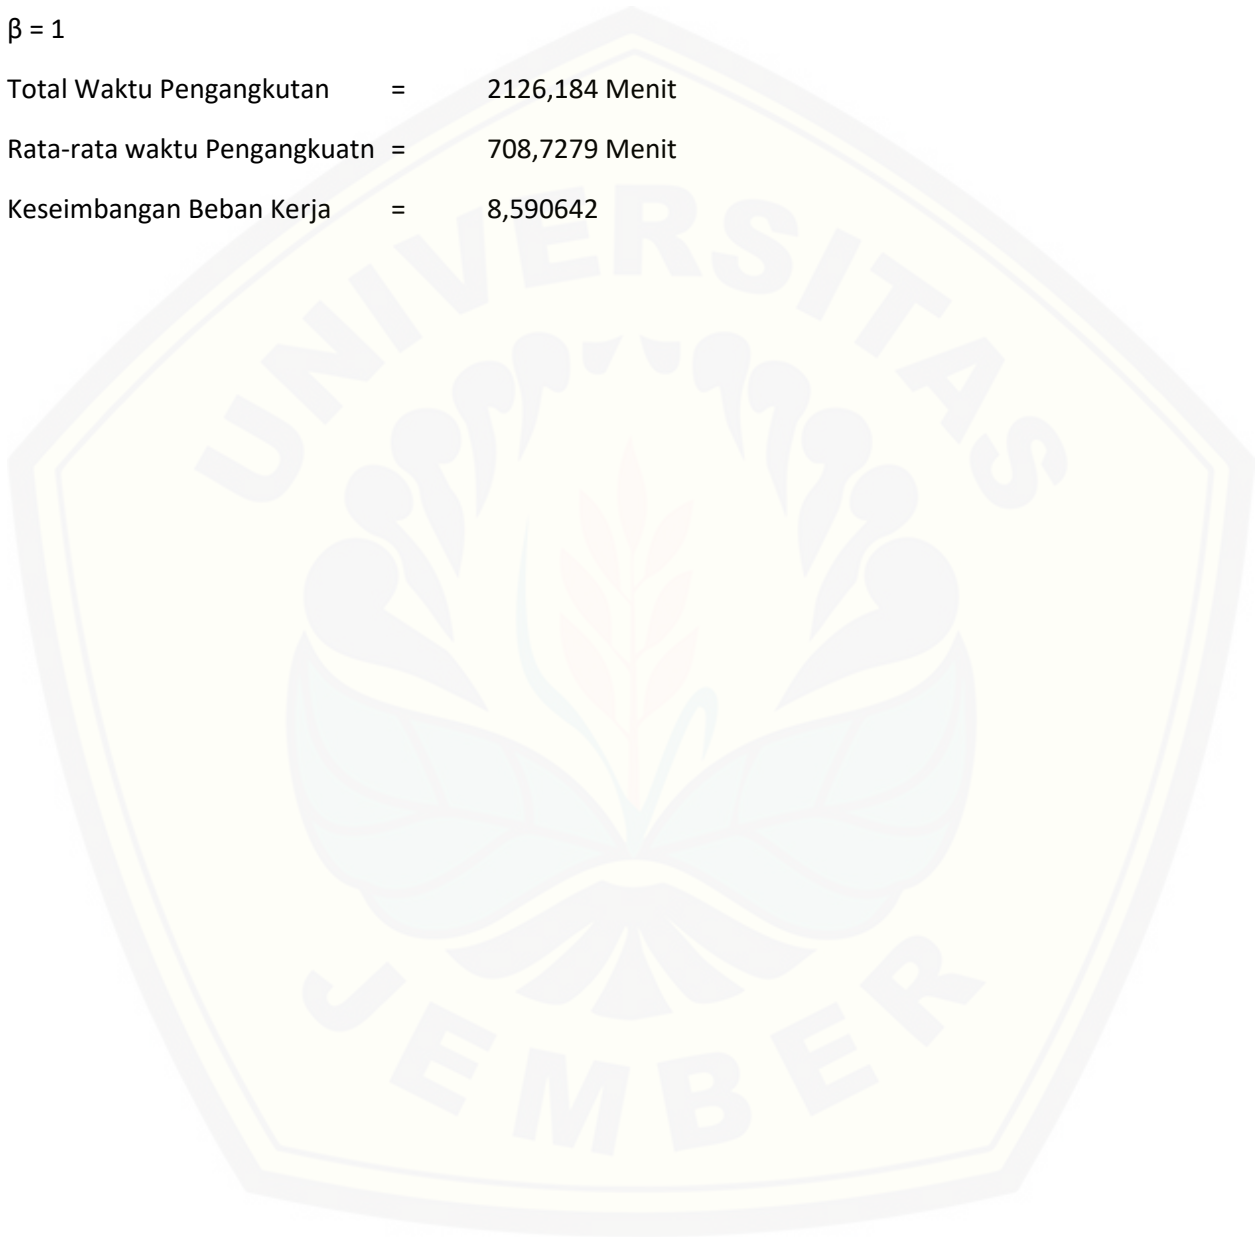 β = 1
Total Waktu Pengangkutan = 2126,184 Menit
Rata-rata waktu Pengangkuatn = 708,7279 Menit
Keseimbangan Beban Kerja = 8,590642
UNIVERSITAS
JEMBER